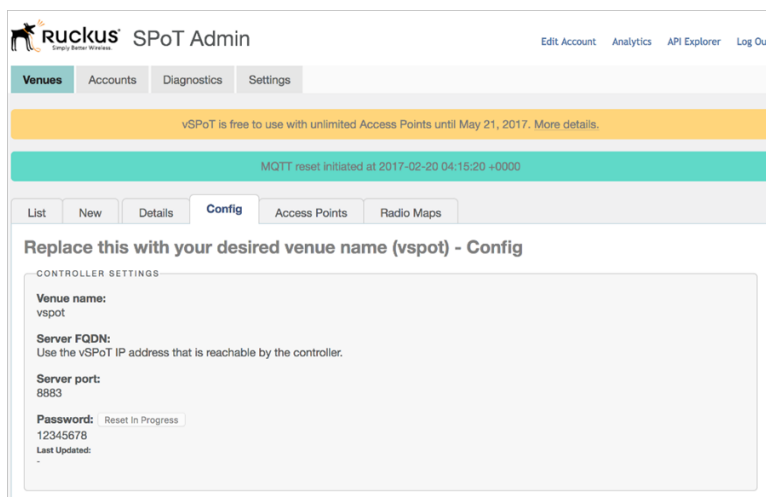 Ruckus SPoT Admin
Simply Better Wireless.
Edit Account Analytics API Explorer Log Ou
Venues Accounts Diagnostics Settings
vSPoT is free to use with unlimited Access Points until May 21, 2017. More details.
MQTT reset initiated at 2017-02-20 04:15:20 +0000
List New Details Config Access Points Radio Maps
Replace this with your desired venue name (vspot) - Config
CONTROLLER SETTINGS
Venue name:
vspot
Server FQDN:
Use the vSPoT IP address that is reachable by the controller.
Server port:
8883
Password: Reset In Progress
12345678
Last Updated:
-